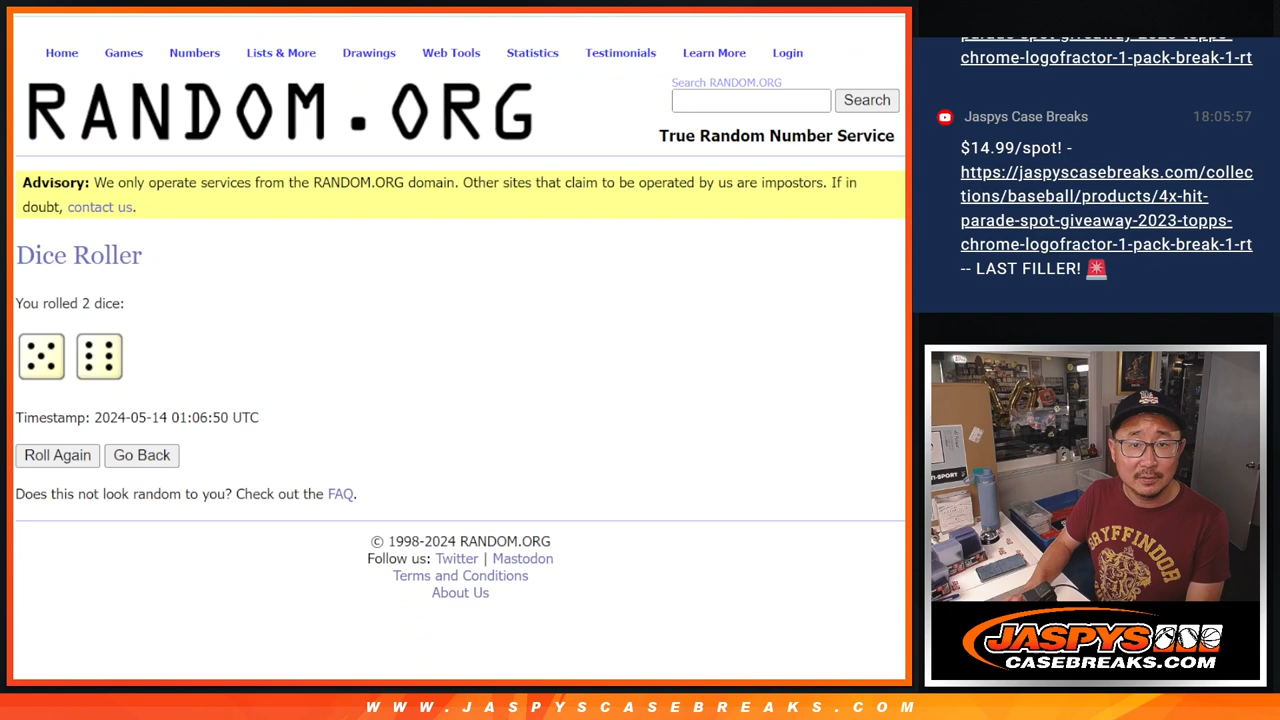 Home Games Numbers Lists & More Drawings Web Tools Statistics Testimonials Learn More Login
RANDOM.ORG
Search RANDOM.ORG
Search
True Random Number Service
Advisory: We only operate services from the RANDOM.ORG domain. Other sites that claim to be operated by us are impostors. If in
doubt, contact us.
Dice Roller
You rolled 2 dice:
Timestamp: 2024-05-14 01:06:50 UTC
Roll Again Go Back
Does this not look random to you? Check out the FAQ.
© 1998-2024 RANDOM.ORG
Follow us: Twitter | Mastodon
Terms and Conditions
About Us
parade-spot-giveaway-2023-topps-
chrome-logofractor-1-pack-break-1-rt
Jaspys Case Breaks 18:05:57
$14.99/spot! -
https://jaspyscasebreaks.com/collec
tions/baseball/products/4x-hit-
parade-spot-giveaway-2023-topps-
chrome-logofractor-1-pack-break-1-rt
-- LAST FILLER! 🚨
GRYFFINDOR
JASPYS
CASEBREAKS.COM
WWW.JASPYSCASEBREAKS.COM